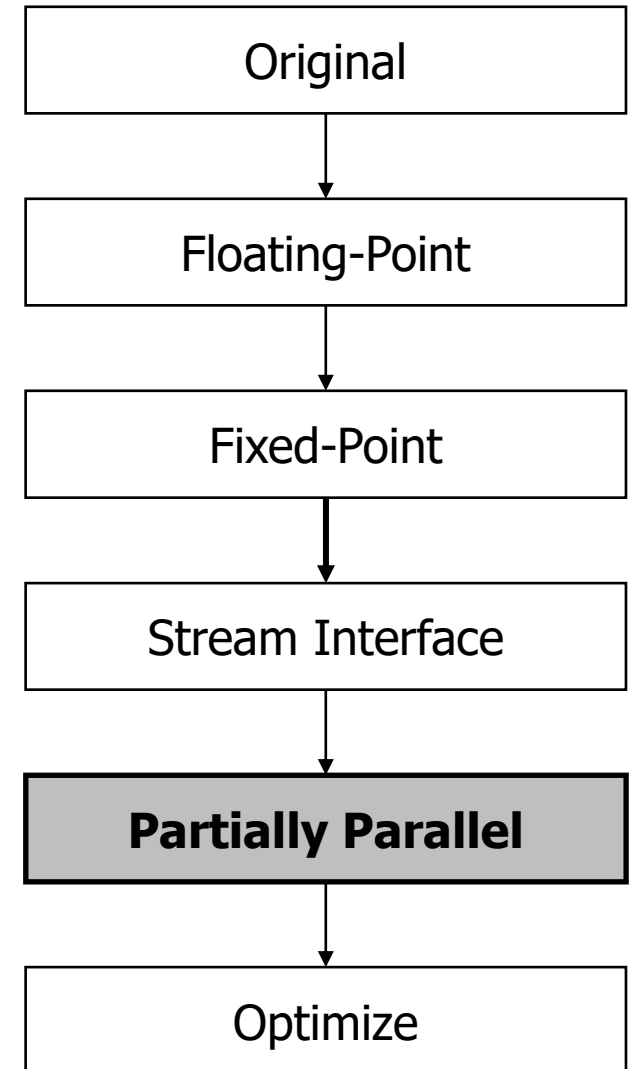 Original
Floating-Point
Fixed-Point
Stream Interface
Partially Parallel
Optimize